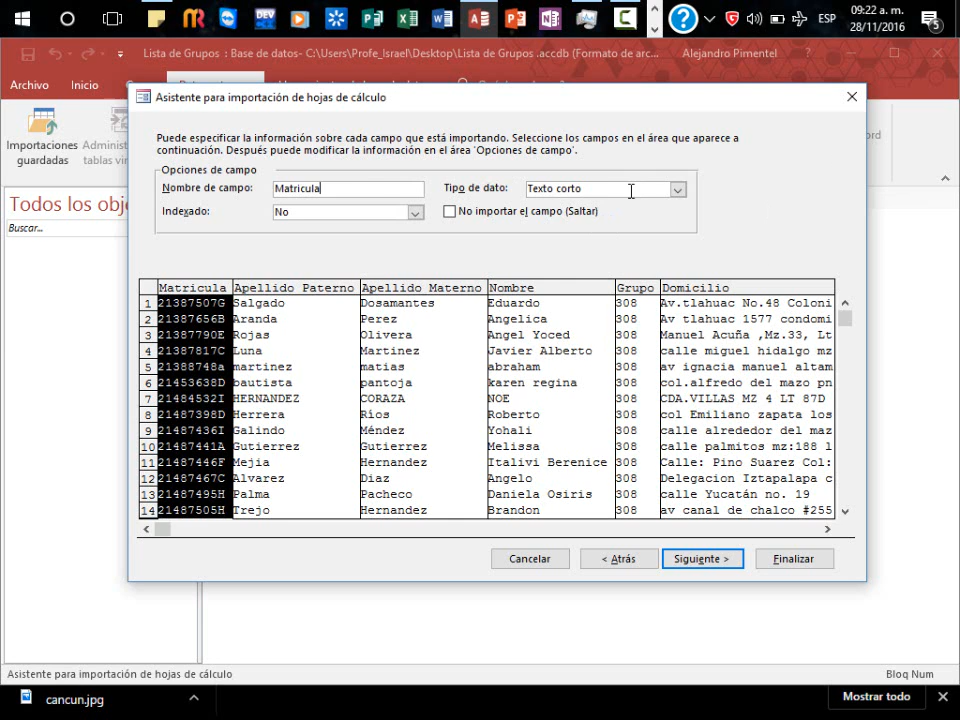 09:22 a. m.
ESP
28/11/2016
5
Lista de Grupos : Base de datos- C:\Users\Profe_Israel\Desktop\Lista de Grupos .accdb (Formato de arc...
Alejandro Pimentel
Archivo
Inicio
Asistente para importación de hojas de cálculo
Importaciones
guardadas
Administ
tablas vin
Puede especificar la información sobre cada campo que está importando. Seleccione los campos en el área que aparece a
continuación. Después puede modificar la información en el área 'Opciones de campo'.
Opciones de campo
Nombre de campo: Matricula
Tipo de dato: Texto corto
Indexado: No
No importar el campo (Saltar)
Todos los obje
Buscar...
Matricula Apellido Paterno Apellido Materno Nombre Grupo Domicilio
1 21387507G Salgado Dosamantes Eduardo 308 Av.tlahuac No.48 Coloni
2 21387656B Aranda Perez Angelica 308 Av tlahuac 1577 condomi
3 21387790E Rojas Olivera Angel Yoced 308 Manuel Acuña ,Mz.33, Lt
4 21387817C Luna Martinez Javier Alberto 308 calle miguel hidalgo mz
5 21388748a martinez matias abraham 308 av ignacia manuel altam
6 21453638D bautista pantoja karen regina 308 col.alfredo del mazo pn
7 21484532I HERNANDEZ CORAZA NOE 308 CDA.VILLAS MZ 4 LT 87D
8 21487398D Herrera Ríos Roberto 308 col Emiliano zapata los
9 21487436I Galindo Méndez Yohali 308 calle alrededor del maz
10 21487441A Gutierrez Gutierrez Melissa 308 calle palmitos mz:188 l
11 21487446F Mejia Hernandez Italivi Berenice 308 Calle: Pino Suarez Col:
12 21487467C Alvarez Diaz Angelo 308 Delegacion Iztapalapa c
13 21487495H Palma Pacheco Daniela Osiris 308 calle Yucatán no. 19
14 21487505H Trejo Hernandez Brandon 308 av canal de chalco #255
Cancelar
< Atrás
Siguiente >
Finalizar
Asistente para importación de hojas de cálculo
Bloq Num
cancun.jpg
Mostrar todo